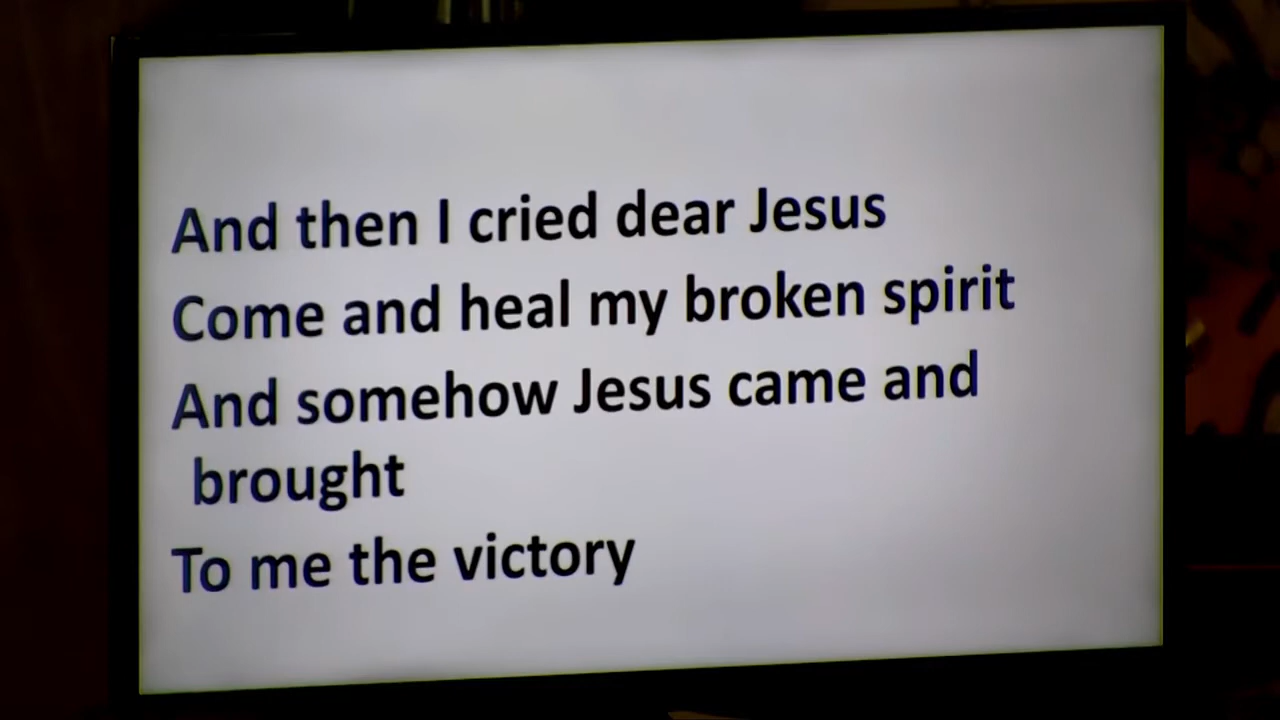 And then I cried dear Jesus
Come and heal my broken spirit
And somehow Jesus came and
brought
To me the victory